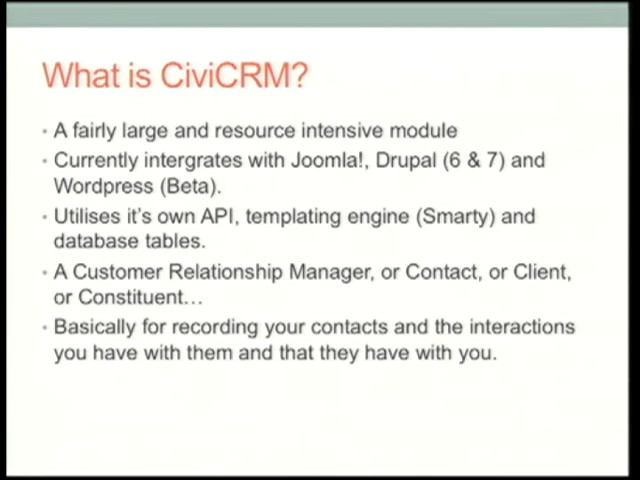 What is CiviCRM?
• A fairly large and resource intensive module
• Currently intergrates with Joomla!, Drupal (6 & 7) and
Wordpress (Beta).
• Utilises it's own API, templating engine (Smarty) and
database tables.
• A Customer Relationship Manager, or Contact, or Client,
or Constituent…
• Basically for recording your contacts and the interactions
you have with them and that they have with you.